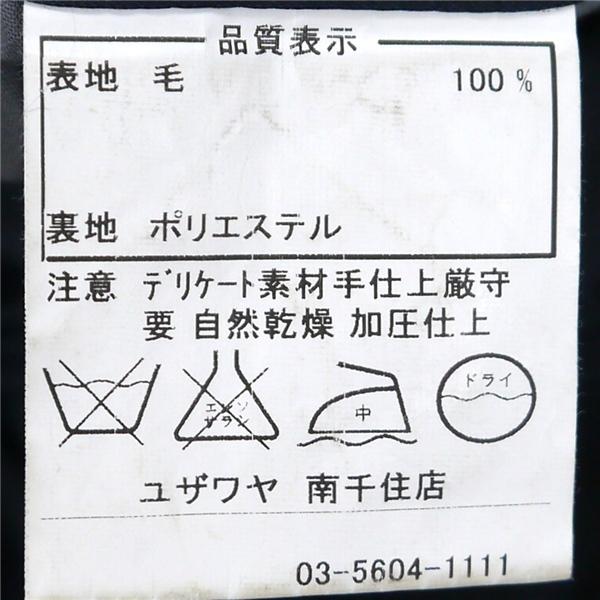 品質表示
表地 毛 100 %
裏地 ポリエステル
注意 デリケート素材手仕上厳守
要 自然乾燥 加圧仕上
エンソ
サラシ
中
ドライ
ユザワヤ 南千住店
03-5604-1111